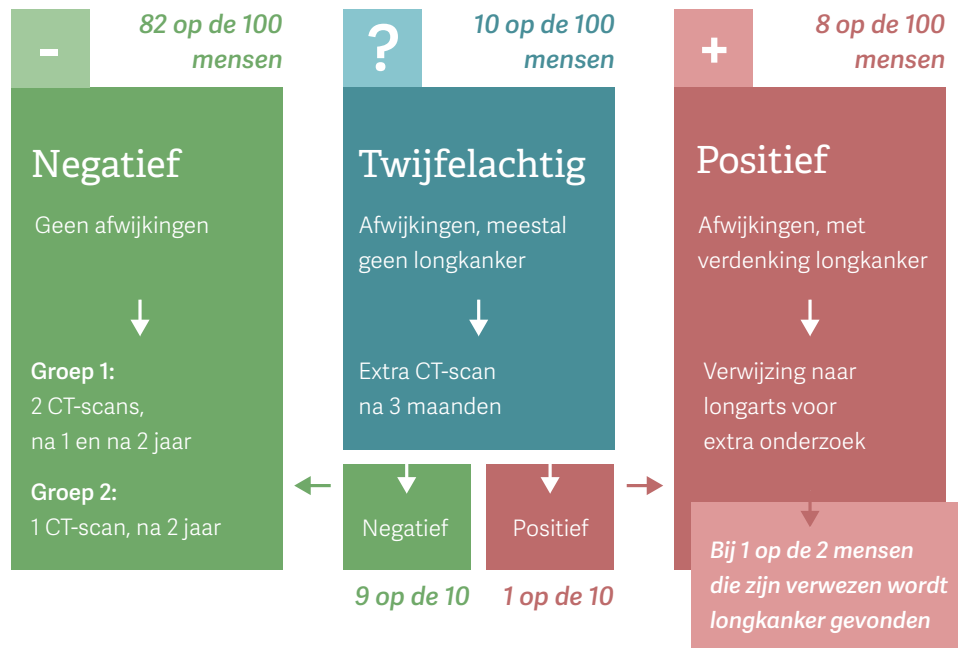 -
82 op de 100
mensen
Negatief
Geen afwijkingen
Groep 1:
2 CT-scans,
na 1 en na 2 jaar
Groep 2:
1 CT-scan, na 2 jaar
?
10 op de 100
mensen
Twijfelachtig
Afwijkingen, meestal
geen longkanker
Extra CT-scan
na 3 maanden
Negatief
9 op de 10
Positief
1 op de 10
+
8 op de 100
mensen
Positief
Afwijkingen, met
verdenking longkanker
Verwijzing naar
longarts voor
extra onderzoek
Bij 1 op de 2 mensen
die zijn verwezen wordt
longkanker gevonden